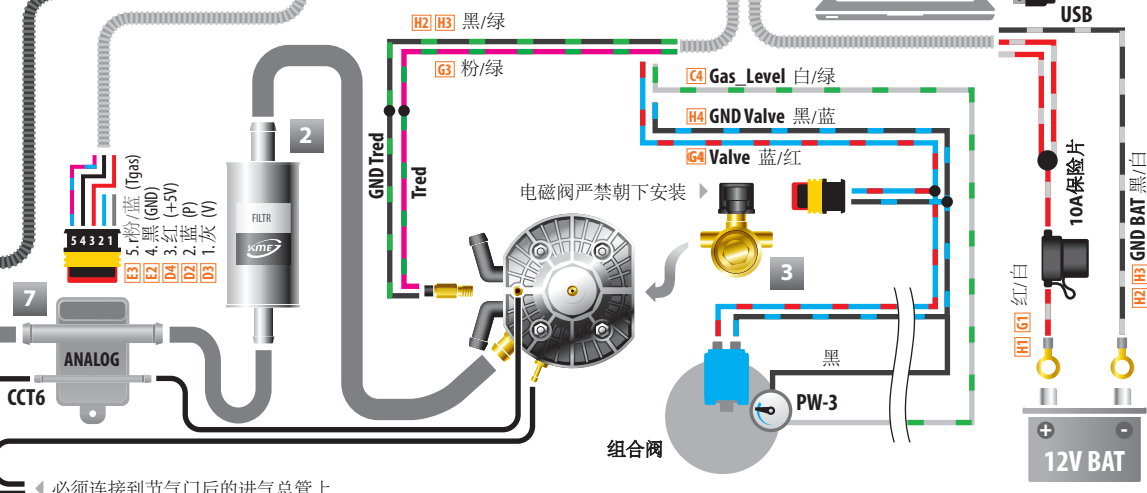 USB
H2 H3 黑/绿
G3 粉/绿
C4 Gas_Level 白/绿
H4 GND Valve 黑/蓝
G4 Valve 蓝/红
2
GND Tred
Tred
电磁阀严禁朝下安装
10A保险片
H2 H3 GND BAT 黑/白
H1 G1 红/白
FILTR
KME
5 4 3 2 1
E3 5. r粉/蓝 (Tgas)
E2 4. 黑 (GND)
D4 3. 红 (+5V)
D2 2. 蓝 (P)
D3 1. 灰 (V)
3
7
ANALOG
CCT6
黑
PW-3
组合阀
+ -
12V BAT
必须连接到节气门后的进气总管上